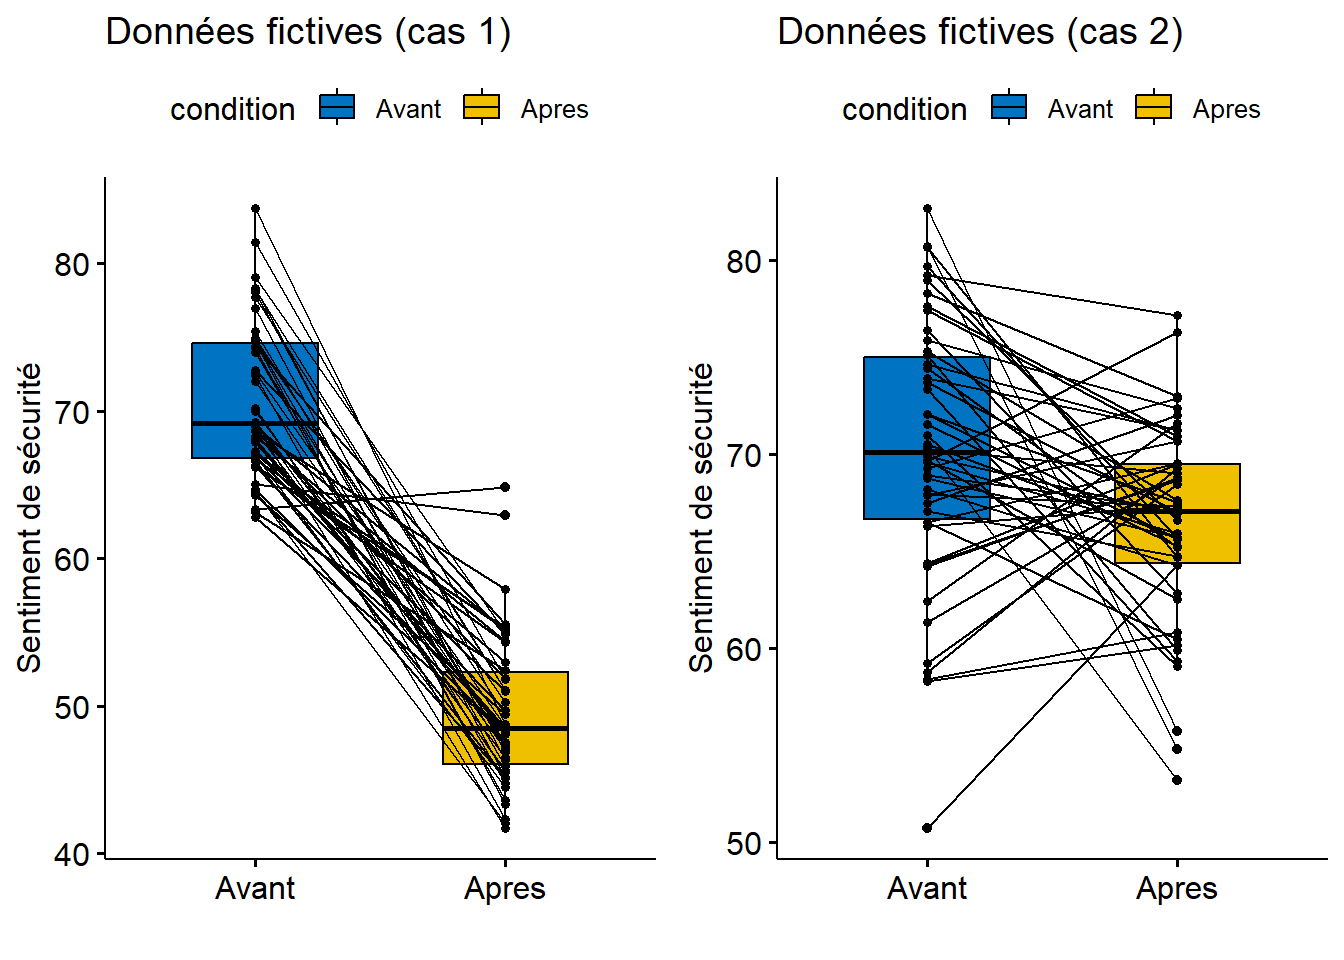 Données fictives (cas 1)
condition Avant Apres
Sentiment de sécurité
80
70
60
50
40
Avant Apres
Données fictives (cas 2)
condition Avant Apres
Sentiment de sécurité
80
70
60
50
Avant Apres